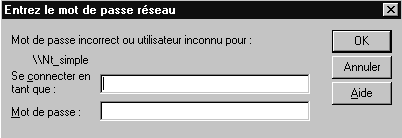 Entrez le mot de passe réseau
Mot de passe incorrect ou utilisateur inconnu pour :
\\Nt_simple
Se connecter en
tant que :
Mot de passe :
OK
Annuler
Aide